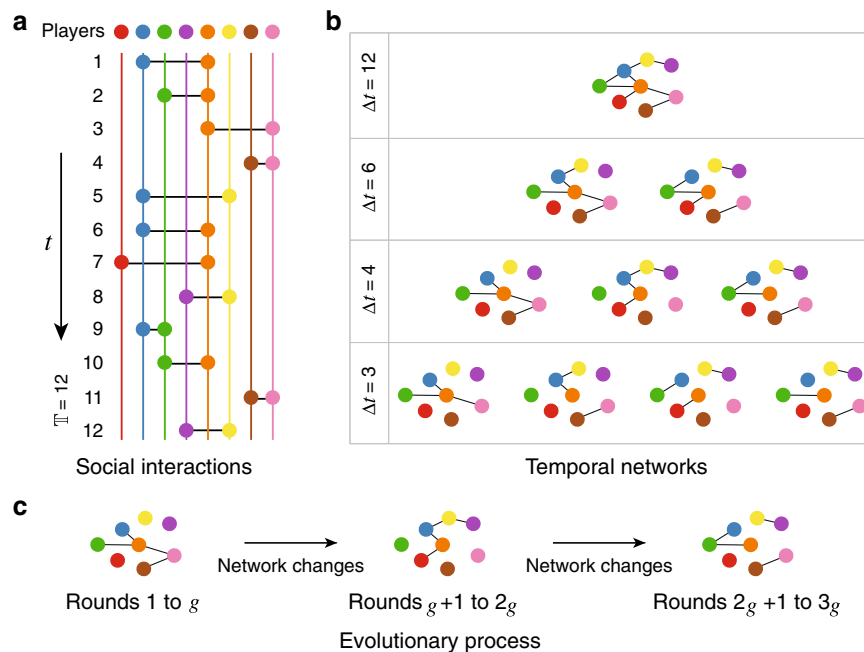 a
Players
1
2
3
4
5
6
7
8
9
10
11
12
t
𝕋 = 12
Social interactions
b
Δt = 12
Δt = 6
Δt = 4
Δt = 3
Temporal networks
c
Network changes
Network changes
Rounds 1 to g
Rounds g+1 to 2g
Rounds 2g +1 to 3g
Evolutionary process